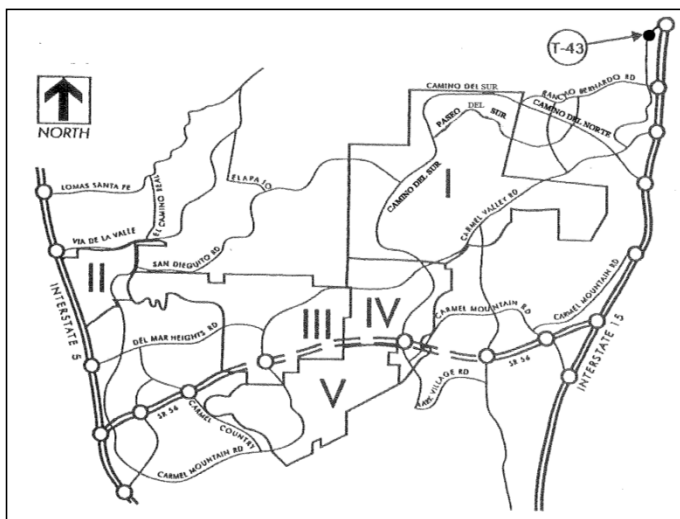 T-43
NORTH
CAMINO DEL SUR
RANCHO BERNARDO RD
PASEO DEL SUR
CAMINO DEL NORTE
LOMAS SANTA FE
EL CAMINO REAL
EL APAJO
CAMINO DEL SUR
I
CARMEL VALLEY RD
VIA DE LA VALLE
SAN DIEGUITO RD
II
INTERSTATE 5
DEL MAR HEIGHTS RD
III
IV
CARMEL MOUNTAIN RD
CARMEL MOUNTAIN RD
SR 56
INTERSTATE 15
V
VILLAGE RD
SR 56
CARMEL COUNTRY
CARMEL MOUNTAIN RD